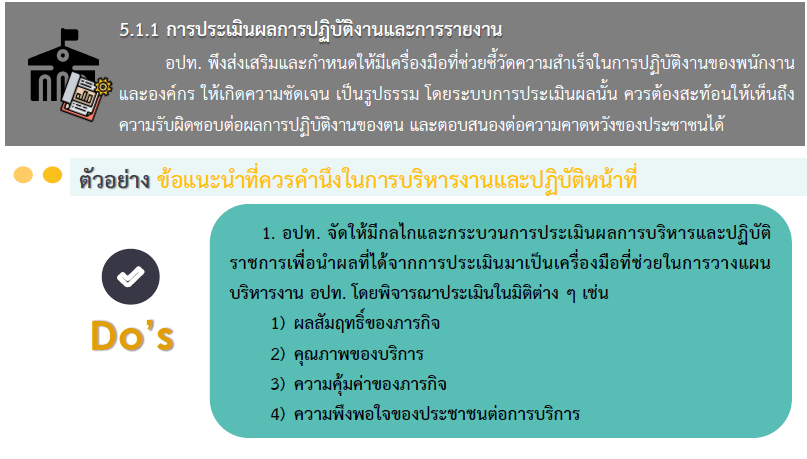 5.1.1 การประเมินผลการปฏิบัติงานและการรายงาน
อปท. พึงส่งเสริมและกำหนดให้มีเครื่องมือที่ช่วยชี้วัดความสำเร็จในการปฏิบัติงานของพนักงาน
และองค์กร ให้เกิดความชัดเจน เป็นรูปธรรม โดยระบบการประเมินผลนั้น ควรต้องสะท้อนให้เห็นถึง
ความรับผิดชอบต่อผลการปฏิบัติงานของตน และตอบสนองต่อความคาดหวังของประชาชนได้
ตัวอย่าง ข้อแนะนำที่ควรคำนึงในการบริหารงานและปฏิบัติหน้าที่
1. อปท. จัดให้มีกลไกและกระบวนการประเมินผลการบริหารและปฏิบัติ
ราชการเพื่อนำผลที่ได้จากการประเมินมาเป็นเครื่องมือที่ช่วยในการวางแผน
บริหารงาน อปท. โดยพิจารณาประเมินในมิติต่าง ๆ เช่น
1) ผลสัมฤทธิ์ของภารกิจ
2) คุณภาพของบริการ
3) ความคุ้มค่าของภารกิจ
4) ความพึงพอใจของประชาชนต่อการบริการ
Do's